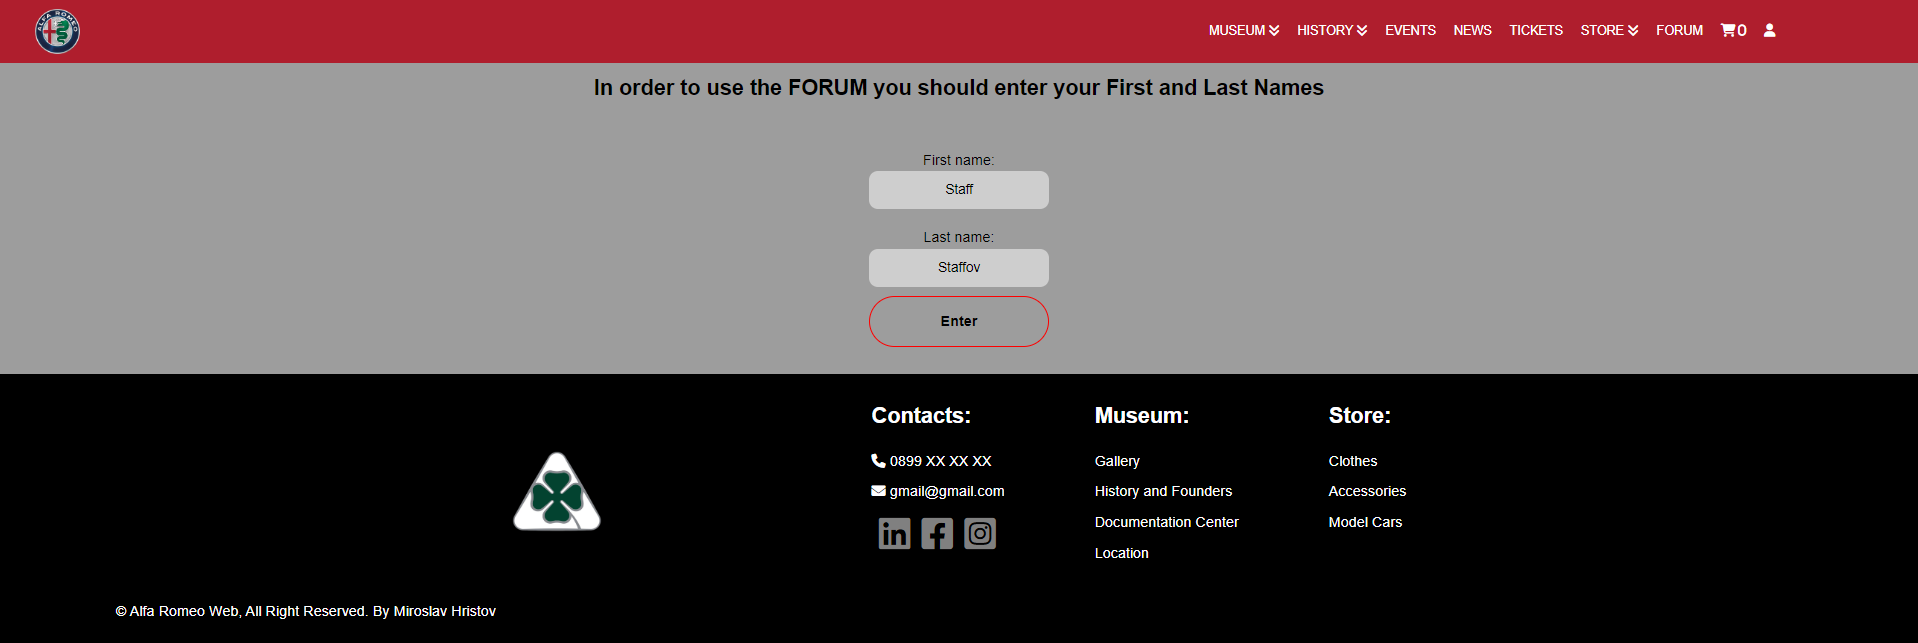 ALFA ROMEO
MUSEUM HISTORY EVENTS NEWS TICKETS STORE FORUM 0
In order to use the FORUM you should enter your First and Last Names
First name:
Staff
Last name:
Staffov
Enter
Contacts: Museum: Store:
0899 XX XX XX Gallery Clothes
gmail@gmail.com History and Founders Accessories
Documentation Center Model Cars
Location
© Alfa Romeo Web, All Right Reserved. By Miroslav Hristov